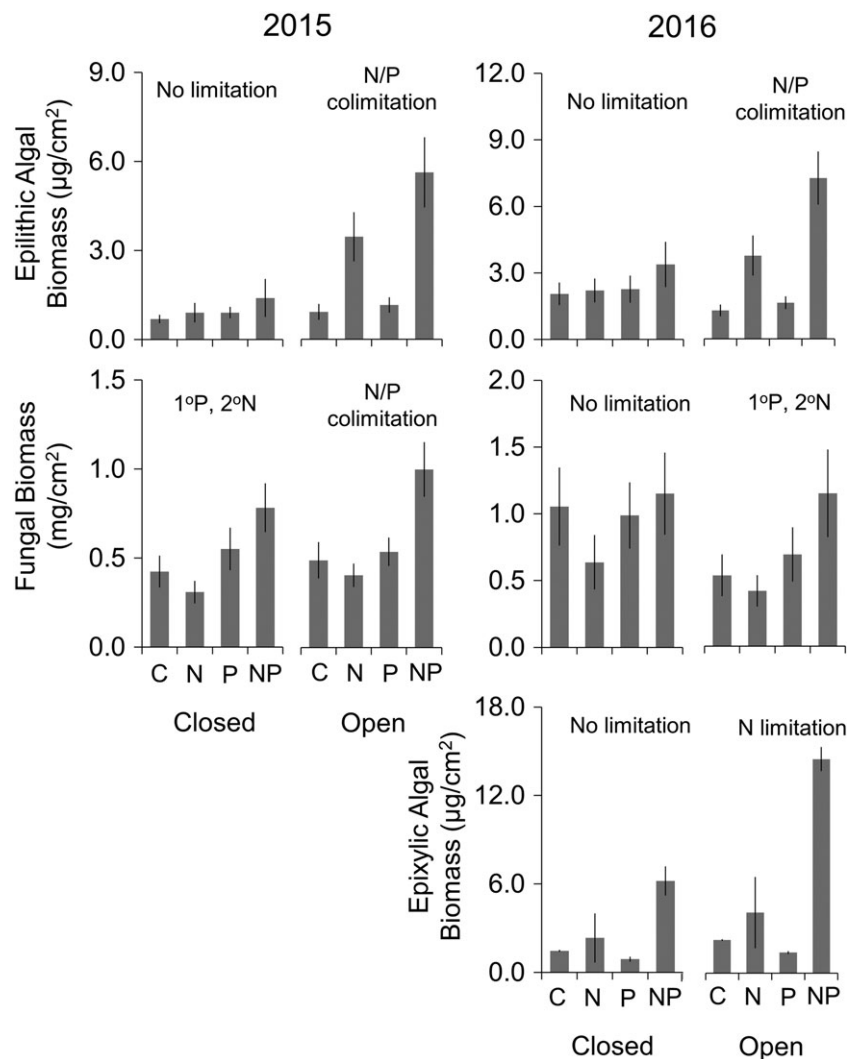 2015
2016
Epilithic Algal
Biomass (µg/cm²)
9.0
6.0
3.0
0.0
No limitation
N/P
colimitation
12.0
9.0
6.0
3.0
0.0
No limitation
N/P
colimitation
Fungal Biomass
(mg/cm²)
1.5
1.0
0.5
0.0
1ºP, 2ºN
N/P
colimitation
C N P NP
C N P NP
Closed
Open
2.0
1.5
1.0
0.5
0.0
No limitation
1ºP, 2ºN
Epixylic Algal
Biomass (µg/cm²)
18.0
12.0
6.0
0.0
No limitation
N limitation
C N P NP
C N P NP
Closed
Open